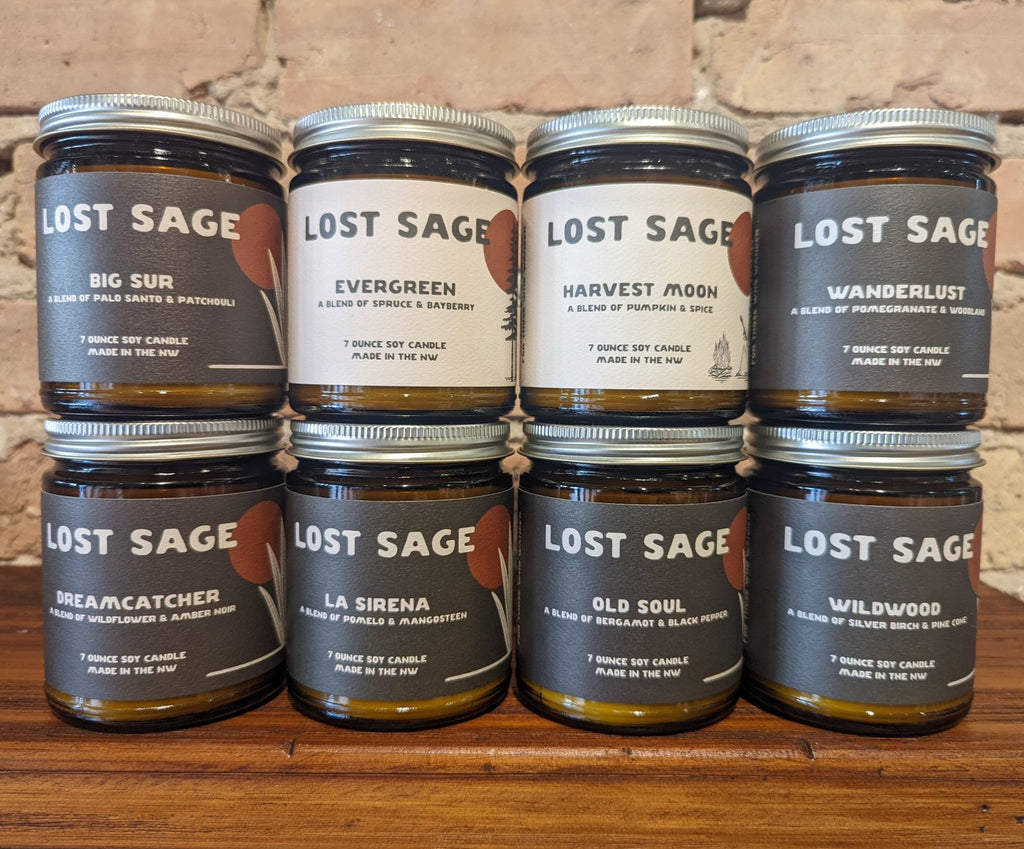 LOST SAGE
BIG SUR
A BLEND OF PALO SANTO & PATCHOULI
7 OUNCE SOY CANDLE
MADE IN THE NW
LOST SAGE
EVERGREEN
A BLEND OF SPRUCE & BAYBERRY
7 OUNCE SOY CANDLE
MADE IN THE NW
LOST SAGE
HARVEST MOON
A BLEND OF PUMPKIN & SPICE
7 OUNCE SOY CANDLE
MADE IN THE NW
LOST SAGE
WANDERLUST
A BLEND OF POMEGRANATE & WOODLAND
7 OUNCE SOY CANDLE
MADE IN THE NW
LOST SAGE
DREAMCATCHER
A BLEND OF WILDFLOWER & AMBER NOIR
7 OUNCE SOY CANDLE
MADE IN THE NW
LOST SAGE
LA SIRENA
A BLEND OF POMELO & MANGOSTEEN
7 OUNCE SOY CANDLE
MADE IN THE NW
LOST SAGE
OLD SOUL
A BLEND OF BERGAMOT & BLACK PEPPER
7 OUNCE SOY CANDLE
MADE IN THE NW
LOST SAGE
WILDWOOD
A BLEND OF SILVER BIRCH & PINE CONE
7 OUNCE SOY CANDLE
MADE IN THE NW